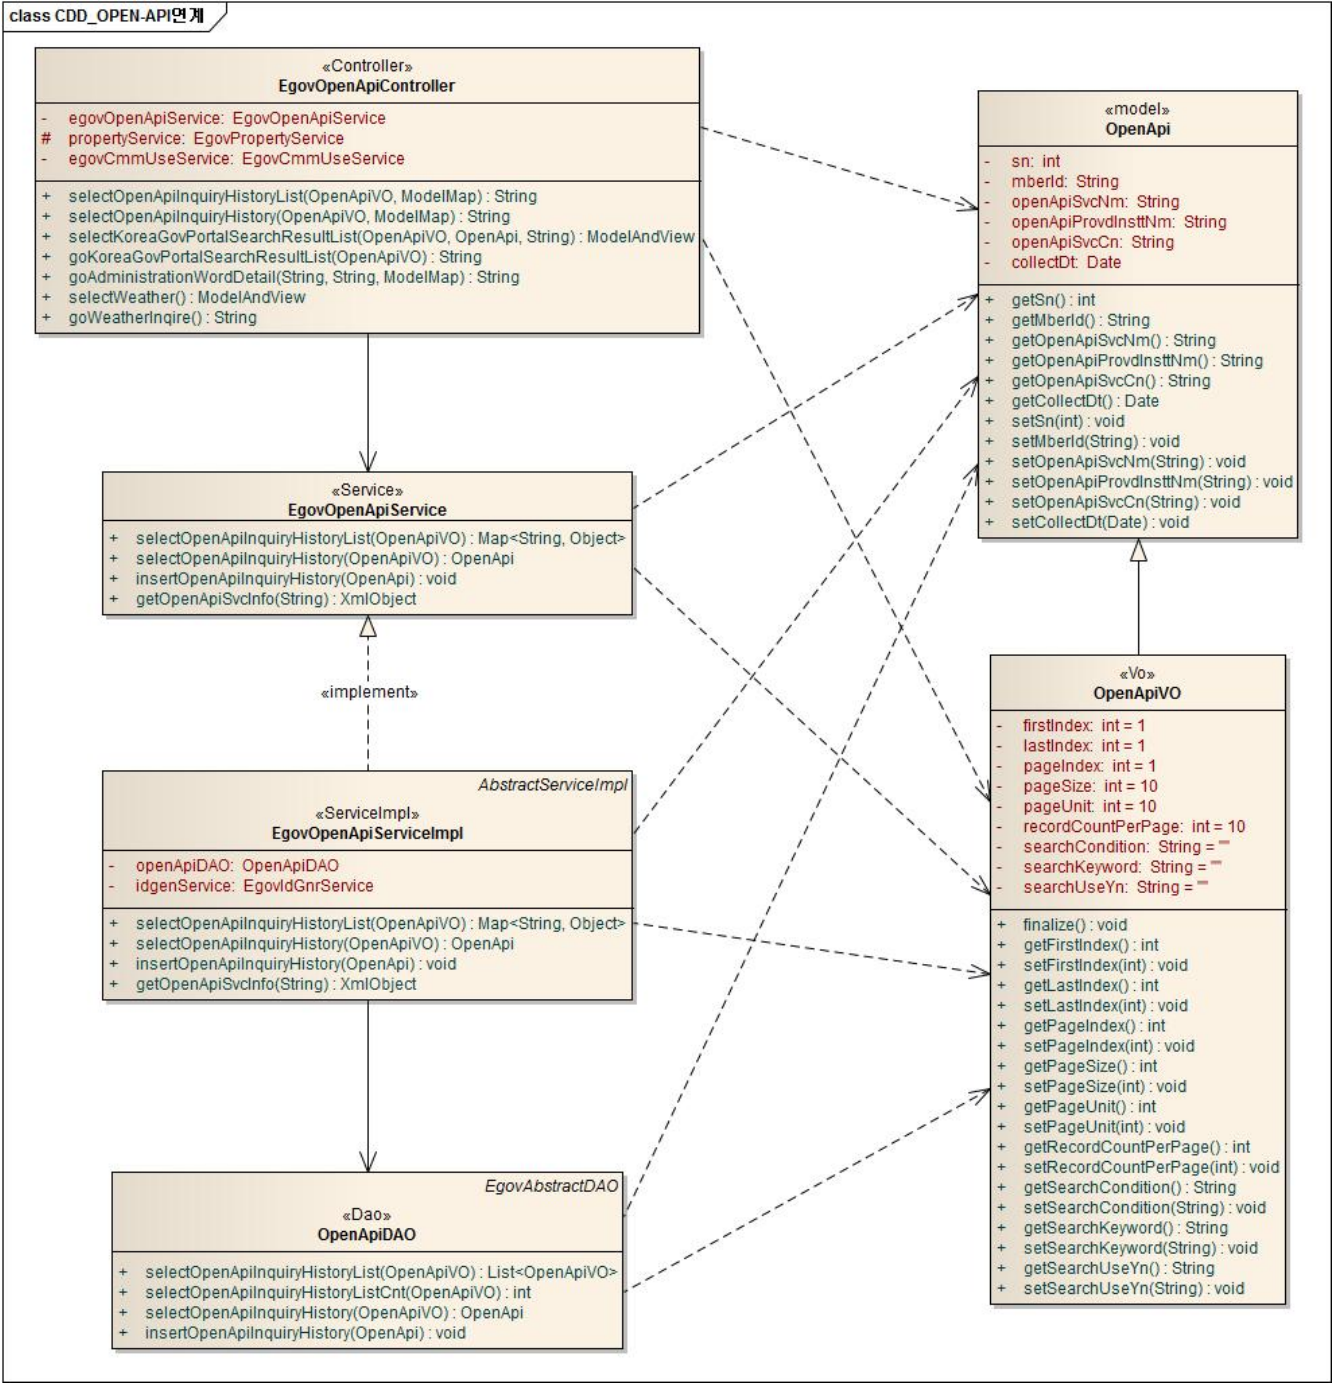 class CDD_OPEN-API연계
«Controller»
EgovOpenApiController
- egovOpenApiService: EgovOpenApiService
# propertyService: EgovPropertyService
- egovCmmUseService: EgovCmmUseService
+ selectOpenApiInquiryHistoryList(OpenApiVO, ModelMap) : String
+ selectOpenApiInquiryHistory(OpenApiVO, ModelMap) : String
+ selectKoreaGovPortalSearchResultList(OpenApiVO, OpenApi, String) : ModelAndView
+ goKoreaGovPortalSearchResultList(OpenApiVO) : String
+ goAdministrationWordDetail(String, String, ModelMap) : String
+ selectWeather() : ModelAndView
+ goWeatherInqire() : String
«model»
OpenApi
- sn: int
- mberId: String
- openApiSvcNm: String
- openApiProvdInsttNm: String
- openApiSvcCn: String
- collectDt: Date
+ getSn() : int
+ getMberId() : String
+ getOpenApiSvcNm() : String
+ getOpenApiProvdInsttNm() : String
+ getOpenApiSvcCn() : String
+ getCollectDt() : Date
+ setSn(int) : void
+ setMberId(String) : void
+ setOpenApiSvcNm(String) : void
+ setOpenApiProvdInsttNm(String) : void
+ setOpenApiSvcCn(String) : void
+ setCollectDt(Date) : void
«Service»
EgovOpenApiService
+ selectOpenApiInquiryHistoryList(OpenApiVO) : Map<String, Object>
+ selectOpenApiInquiryHistory(OpenApiVO) : OpenApi
+ insertOpenApiInquiryHistory(OpenApi) : void
+ getOpenApiSvcInfo(String) : XmlObject
«implement»
AbstractServiceImpl
«ServiceImpl»
EgovOpenApiServiceImpl
- openApiDAO: OpenApiDAO
- idgenService: EgovIdGnrService
+ selectOpenApiInquiryHistoryList(OpenApiVO) : Map<String, Object>
+ selectOpenApiInquiryHistory(OpenApiVO) : OpenApi
+ insertOpenApiInquiryHistory(OpenApi) : void
+ getOpenApiSvcInfo(String) : XmlObject
«Vo»
OpenApiVO
- firstIndex: int = 1
- lastIndex: int = 1
- pageIndex: int = 1
- pageSize: int = 10
- pageUnit: int = 10
- recordCountPerPage: int = 10
- searchCondition: String = ""
- searchKeyword: String = ""
- searchUseYn: String = ""
+ finalize() : void
+ getFirstIndex() : int
+ setFirstIndex(int) : void
+ getLastIndex() : int
+ setLastIndex(int) : void
+ getPageIndex() : int
+ setPageIndex(int) : void
+ getPageSize() : int
+ setPageSize(int) : void
+ getPageUnit() : int
+ setPageUnit(int) : void
+ getRecordCountPerPage() : int
+ setRecordCountPerPage(int) : void
+ getSearchCondition() : String
+ setSearchCondition(String) : void
+ getSearchKeyword() : String
+ setSearchKeyword(String) : void
+ getSearchUseYn() : String
+ setSearchUseYn(String) : void
EgovAbstractDAO
«Dao»
OpenApiDAO
+ selectOpenApiInquiryHistoryList(OpenApiVO) : List<OpenApiVO>
+ selectOpenApiInquiryHistoryListCnt(OpenApiVO) : int
+ selectOpenApiInquiryHistory(OpenApiVO) : OpenApi
+ insertOpenApiInquiryHistory(OpenApi) : void